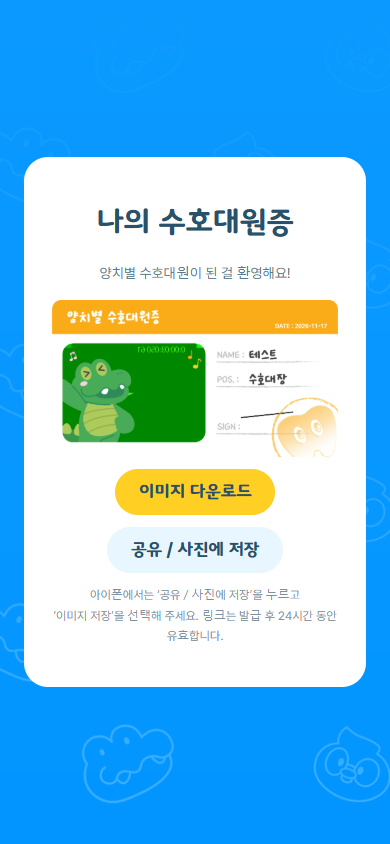 나의 수호대원증
양치별 수호대원이 된 걸 환영해요!
양치별 수호대원증
DATE : 2026-11-17
NAME : 테스트
POS. : 수호대장
SIGN :
이미지 다운로드
공유 / 사진에 저장
아이폰에서는 ‘공유 / 사진에 저장’을 누르고
‘이미지 저장’을 선택해 주세요. 링크는 발급 후 24시간 동안
유효합니다.